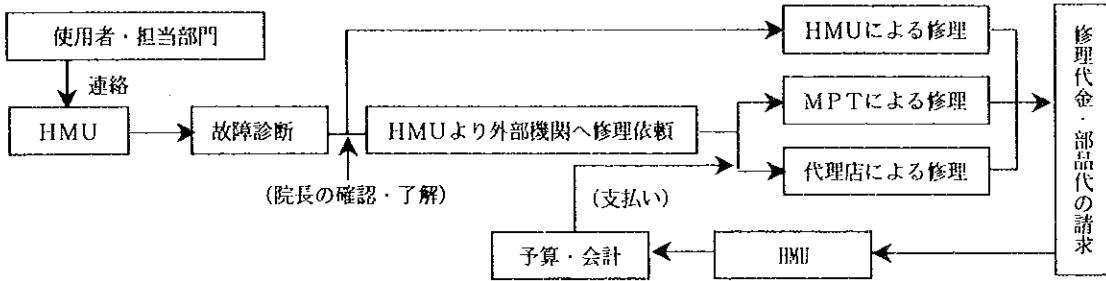 使用者・担当部門
連絡
HMU
故障診断
HMUより外部機関へ修理依頼
(院長の確認・了解)
HMUによる修理
MPTによる修理
代理店による修理
(支払い)
予算・会計
HMU
修理代金・部品代の請求